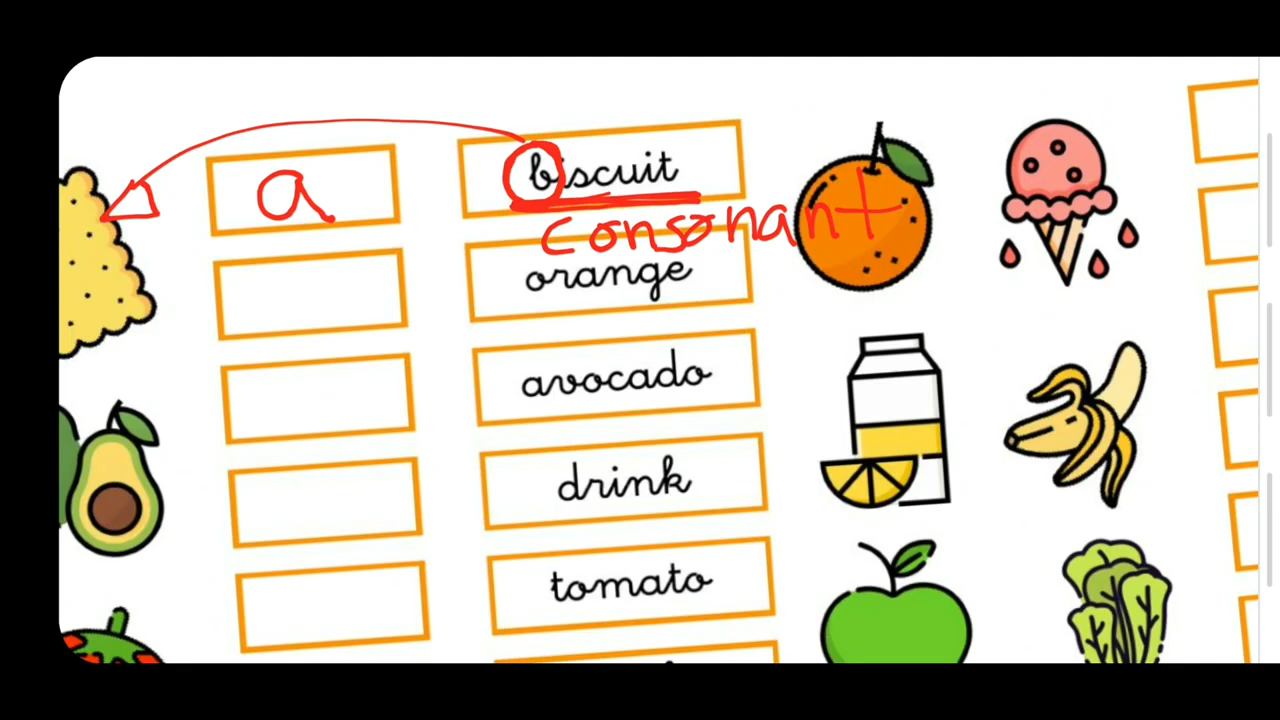 a biscuit
consonant
orange
avocado
drink
tomato